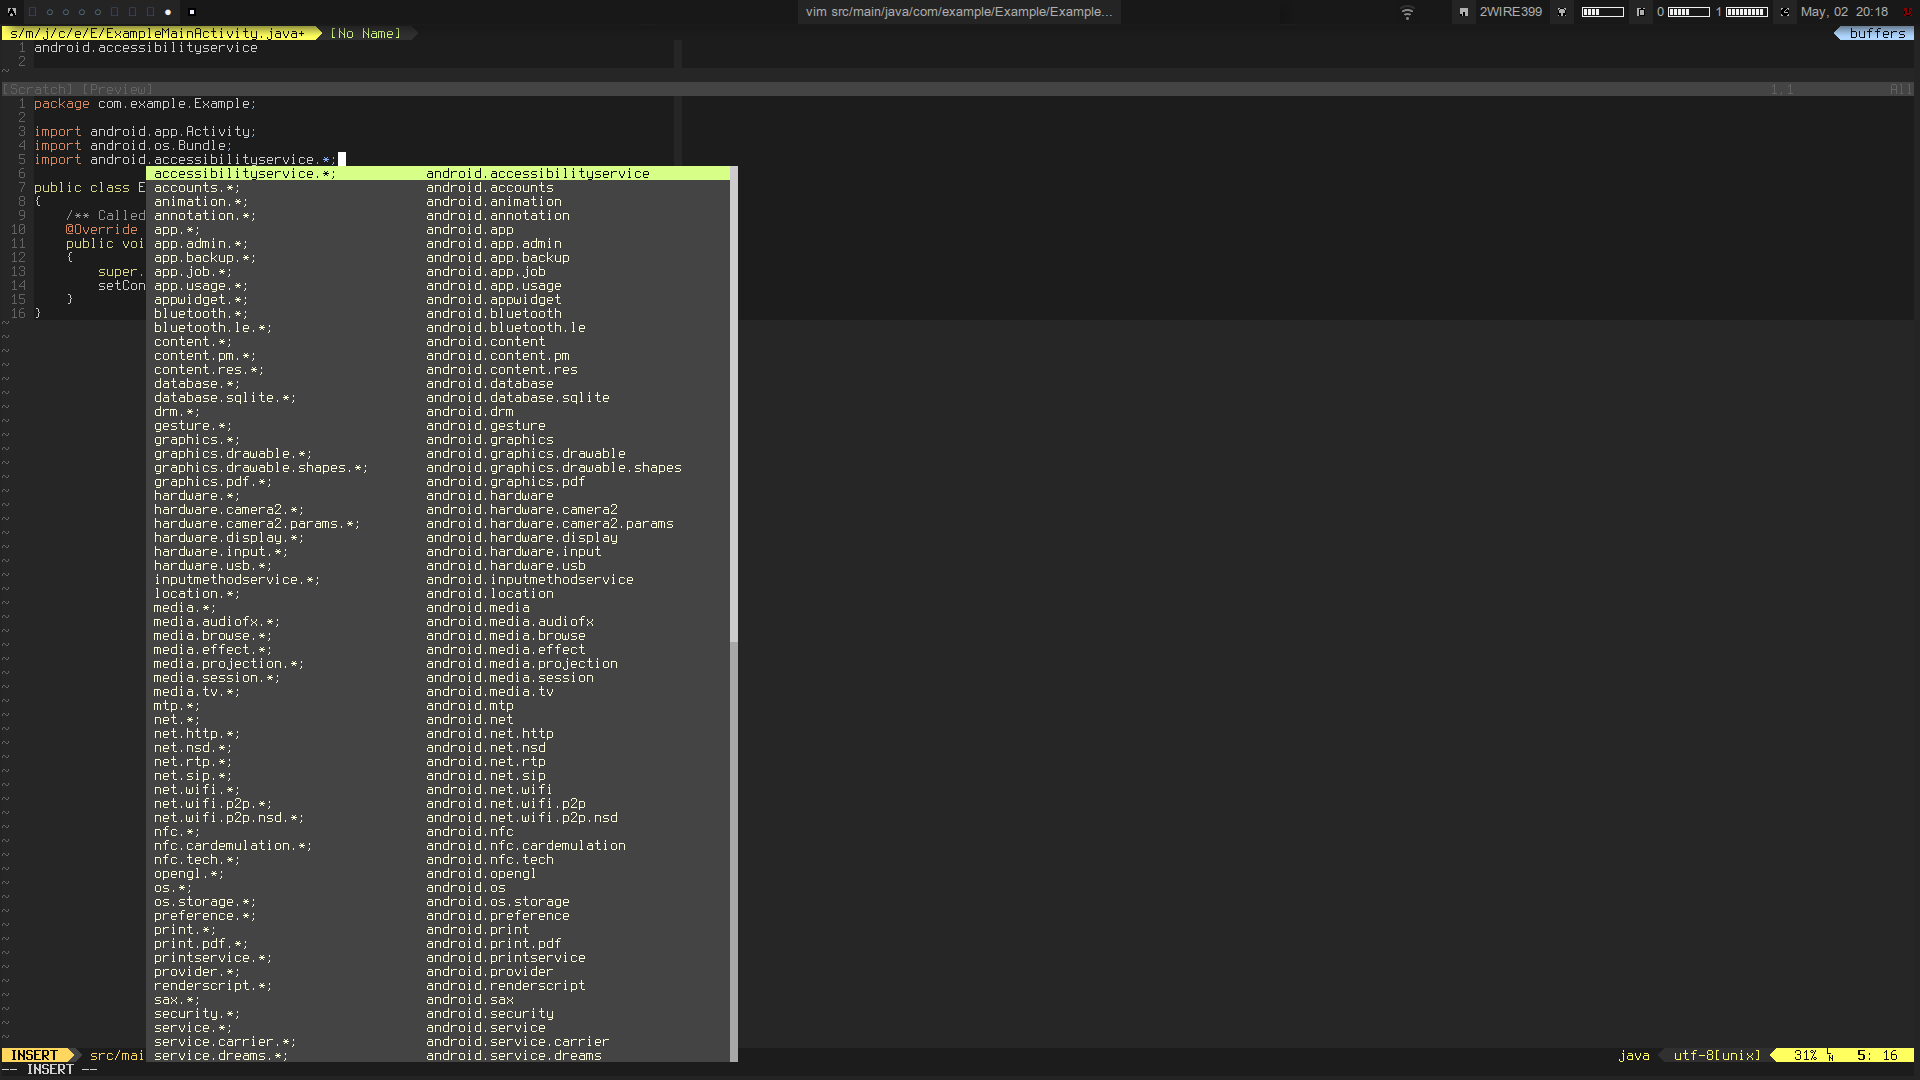 vim src/main/java/com/example/Example/Example...
2WIRE399
0
1
May, 02 20:18
s/m/j/c/e/E/ExampleMainActivity.java+
[No Name]
buffers
1 android.accessibilityservice
2
~
[Scratch] [Preview] 1,1 All
1 package com.example.Example;
2
3 import android.app.Activity;
4 import android.os.Bundle;
5 import android.accessibilityservice.*;
6 accessibilityservice.*; android.accessibilityservice
7 public class E accounts.*; android.accounts
8 { animation.*; android.animation
9 /** Called annotation.*; android.annotation
10 @Override app.*; android.app
11 public voi app.admin.*; android.app.admin
12 { app.backup.*; android.app.backup
13 super. app.job.*; android.app.job
14 setCon app.usage.*; android.app.usage
15 } appwidget.*; android.appwidget
16 } bluetooth.*; android.bluetooth
~ bluetooth.le.*; android.bluetooth.le
~ content.*; android.content
~ content.pm.*; android.content.pm
~ content.res.*; android.content.res
~ database.*; android.database
~ database.sqlite.*; android.database.sqlite
~ drm.*; android.drm
~ gesture.*; android.gesture
~ graphics.*; android.graphics
~ graphics.drawable.*; android.graphics.drawable
~ graphics.drawable.shapes.*; android.graphics.drawable.shapes
~ graphics.pdf.*; android.graphics.pdf
~ hardware.*; android.hardware
~ hardware.camera2.*; android.hardware.camera2
~ hardware.camera2.params.*; android.hardware.camera2.params
~ hardware.display.*; android.hardware.display
~ hardware.input.*; android.hardware.input
~ hardware.usb.*; android.hardware.usb
~ inputmethodservice.*; android.inputmethodservice
~ location.*; android.location
~ media.*; android.media
~ media.audiofx.*; android.media.audiofx
~ media.browse.*; android.media.browse
~ media.effect.*; android.media.effect
~ media.projection.*; android.media.projection
~ media.session.*; android.media.session
~ media.tv.*; android.media.tv
~ mtp.*; android.mtp
~ net.*; android.net
~ net.http.*; android.net.http
~ net.nsd.*; android.net.nsd
~ net.rtp.*; android.net.rtp
~ net.sip.*; android.net.sip
~ net.wifi.*; android.net.wifi
~ net.wifi.p2p.*; android.net.wifi.p2p
~ net.wifi.p2p.nsd.*; android.net.wifi.p2p.nsd
~ nfc.*; android.nfc
~ nfc.cardemulation.*; android.nfc.cardemulation
~ nfc.tech.*; android.nfc.tech
~ opengl.*; android.opengl
~ os.*; android.os
~ os.storage.*; android.os.storage
~ preference.*; android.preference
~ print.*; android.print
~ print.pdf.*; android.print.pdf
~ printservice.*; android.printservice
~ provider.*; android.provider
~ renderscript.*; android.renderscript
~ sax.*; android.sax
~ security.*; android.security
~ service.*; android.service
~ service.carrier.*; android.service.carrier
INSERT src/mai service.dreams.*; android.service.dreams java utf-8[unix] 31% LN 5: 16
-- INSERT --